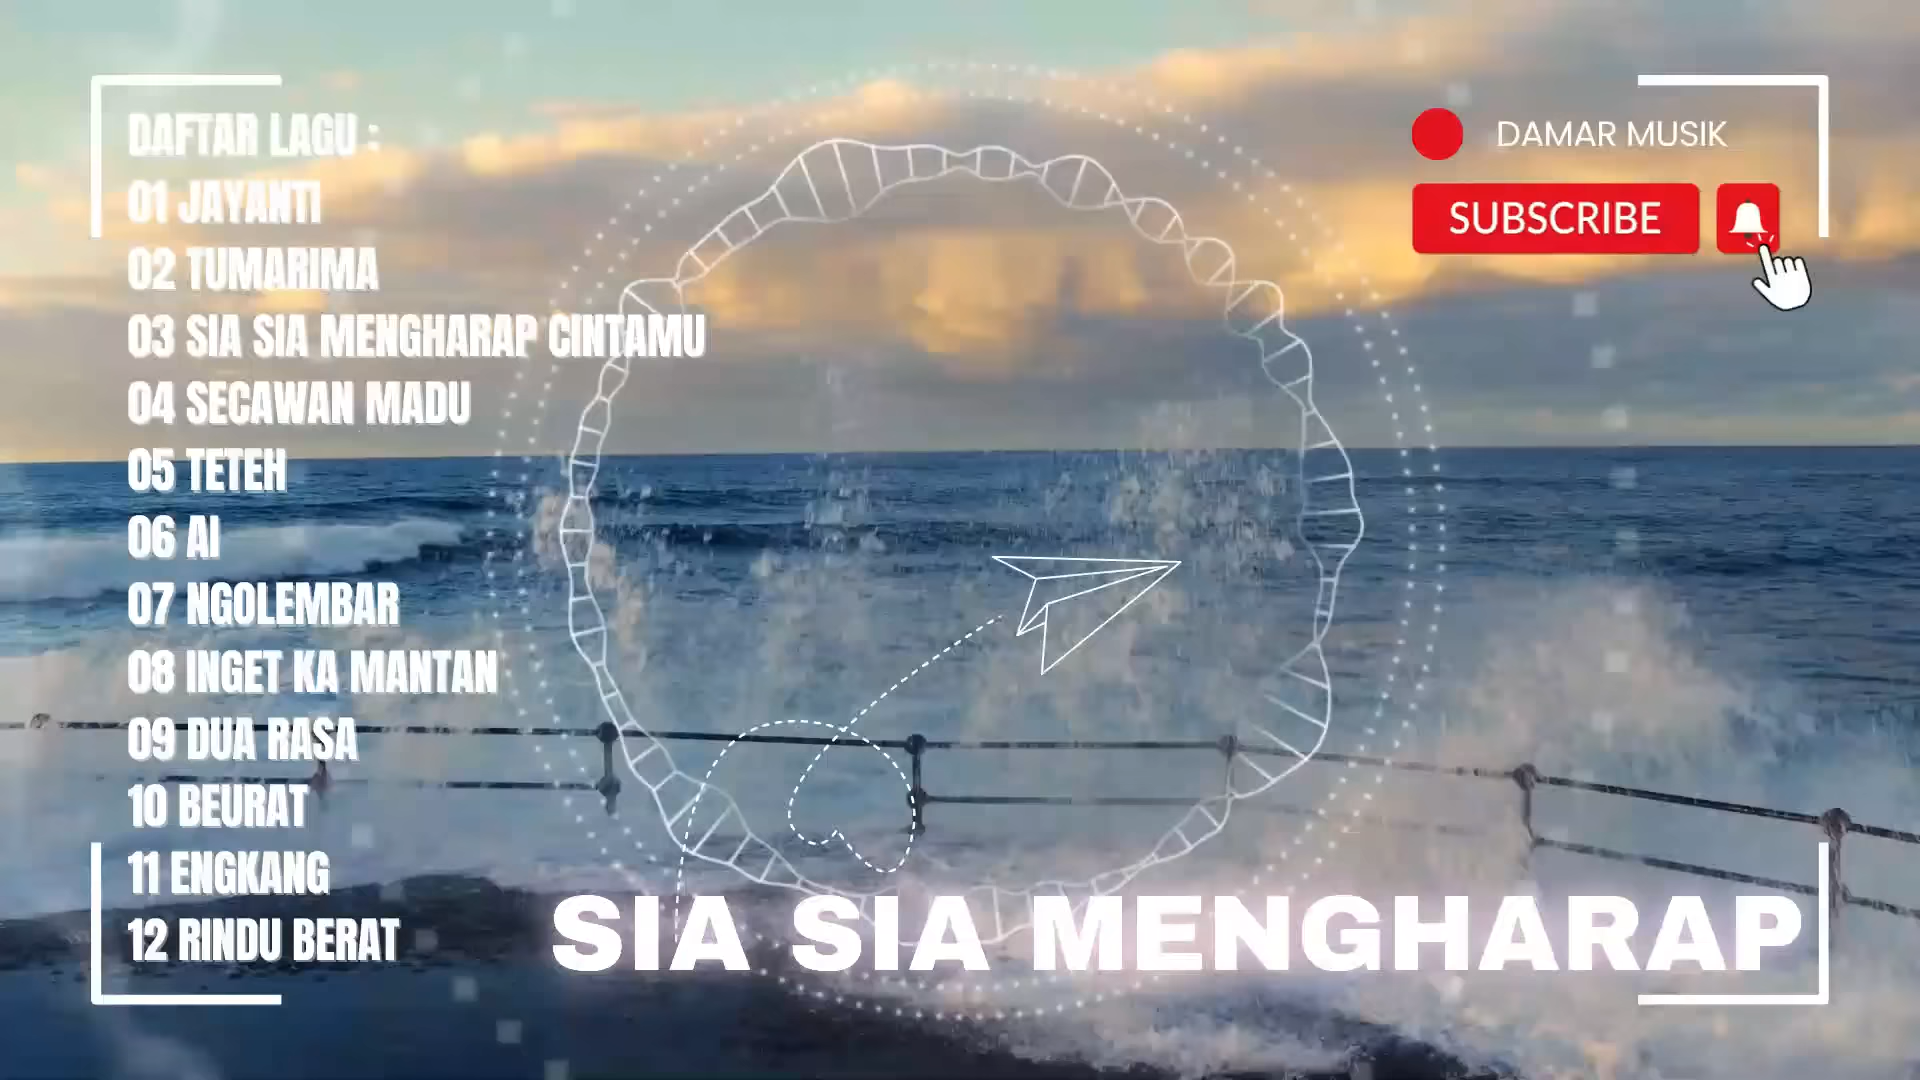 DAFTAR LAGU :
01 JAYANTI
02 TUMARIMA
03 SIA SIA MENGHARAP CINTAMU
04 SECAWAN MADU
05 TETEH
06 AI
07 NGOLEMBAR
08 INGET KA MANTAN
09 DUA RASA
10 BEURAT
11 ENGKANG
12 RINDU BERAT
DAMAR MUSIK
SUBSCRIBE
SIA SIA MENGHARAP